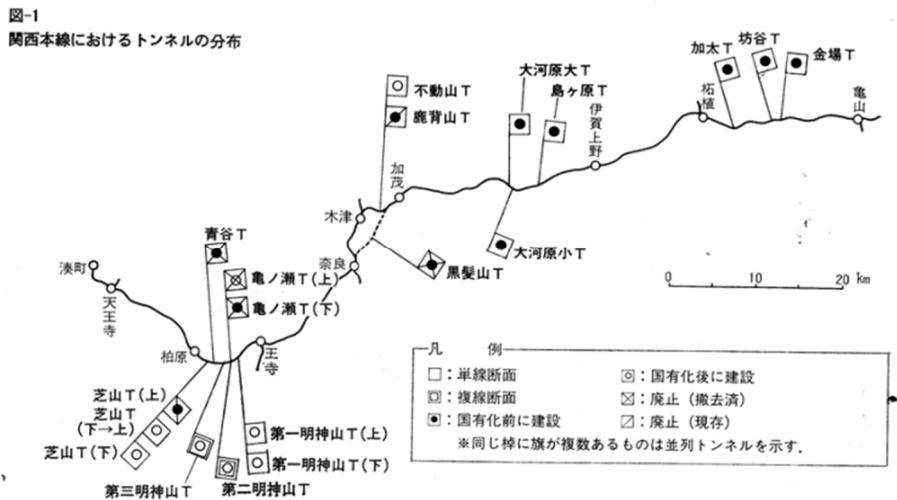 図-1
関西本線におけるトンネルの分布
加太T
坊谷T
金場T
大河原大T
島ヶ原T
不動山T
鹿背山T
柘植
亀山
伊賀上野
加茂
木津
奈良
大河原小T
黒髪山T
青谷T
亀ノ瀬T(上)
亀ノ瀬T(下)
湊町
天王寺
柏原
王寺
0 10 20 km
芝山T(上)
芝山T
(下→上)
芝山T(下)
第三明神山T
第二明神山T
第一明神山T(上)
第一明神山T(下)
凡 例
□:単線断面
:複線断面
:国有化前に建設
:国有化後に建設
:廃止(撤去済)
:廃止(現存)
※同じ棹に旗が複数あるものは並列トンネルを示す.